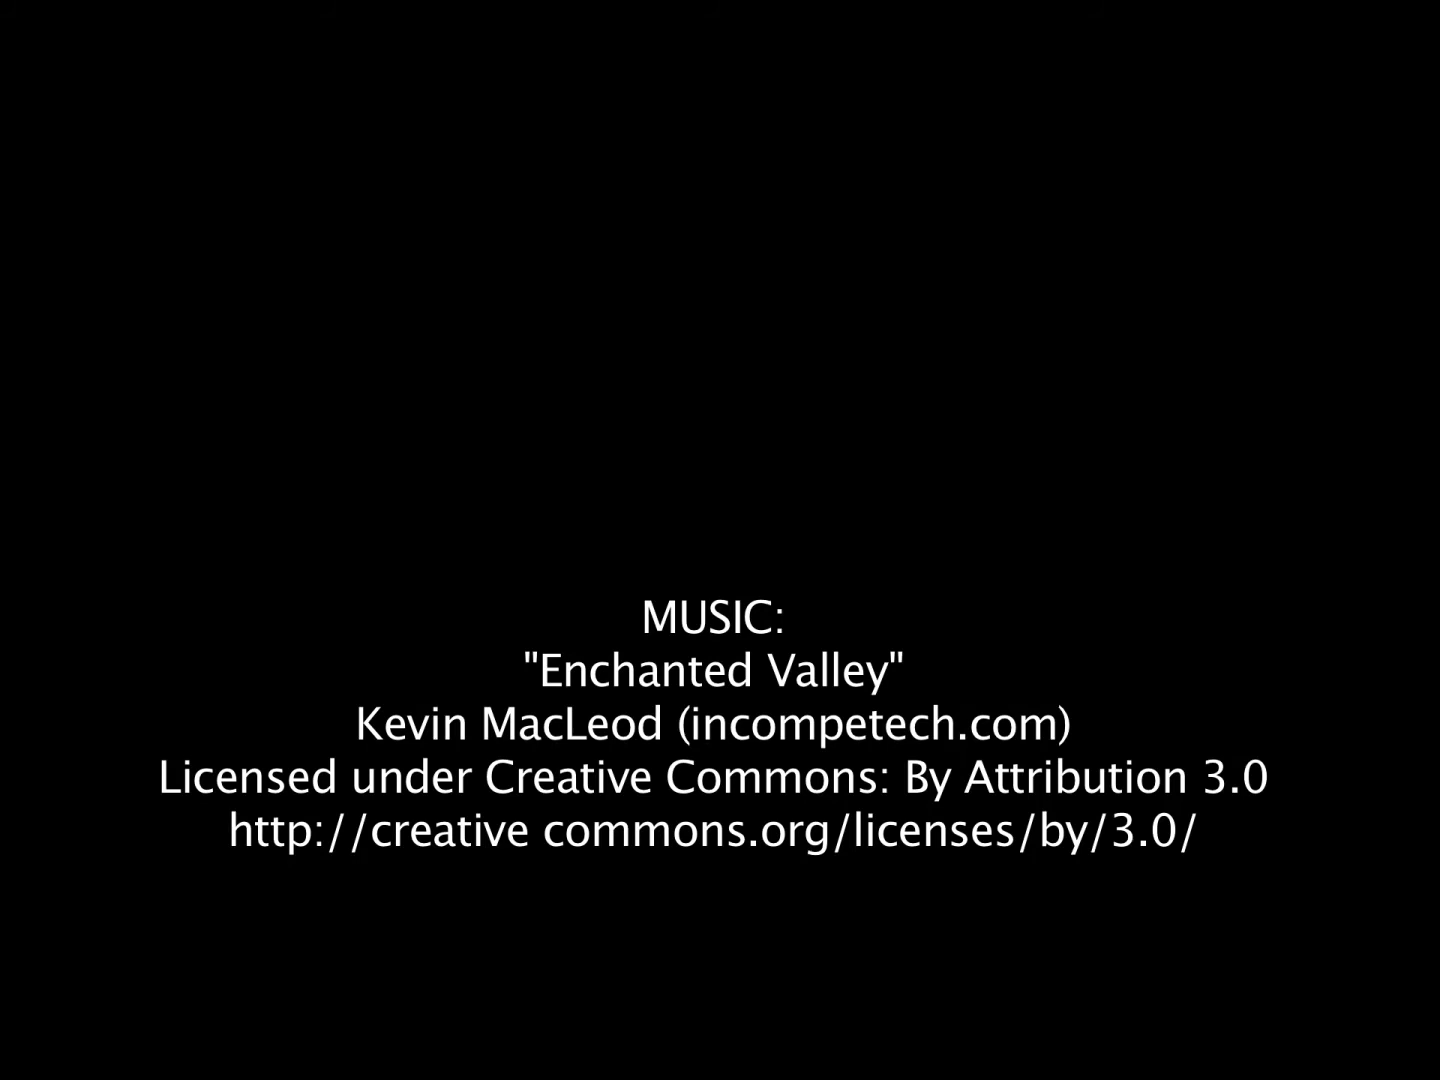 MUSIC:
"Enchanted Valley"
Kevin MacLeod (incompetech.com)
Licensed under Creative Commons: By Attribution 3.0
http://creative commons.org/licenses/by/3.0/